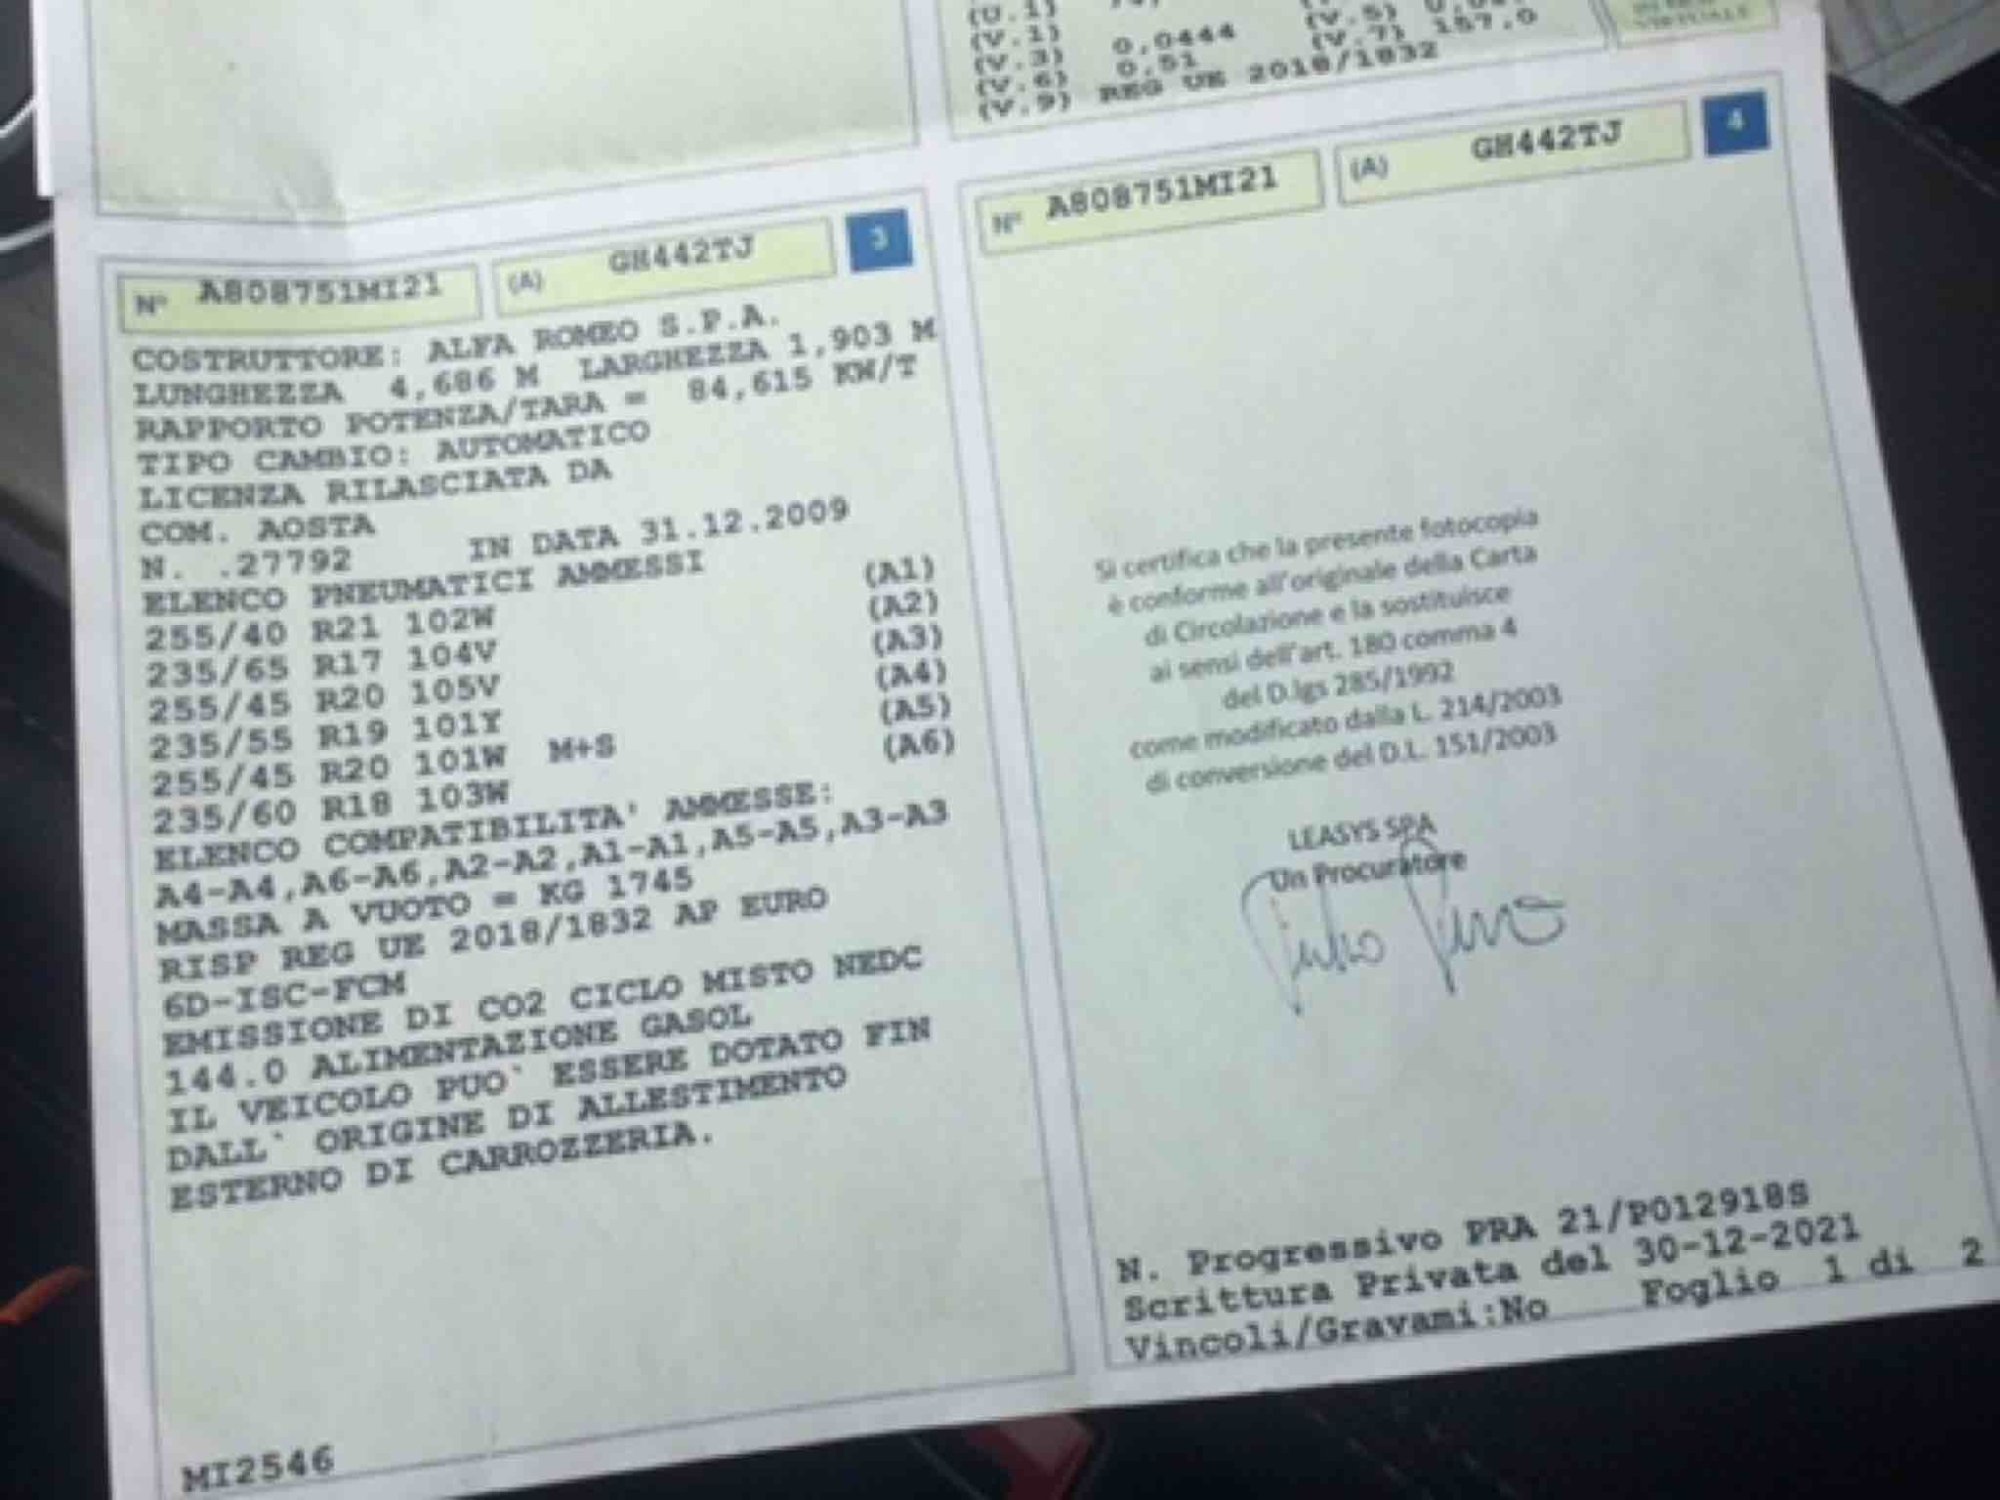 (V.1)
(V.3) 0,0444 (V.5)
(V.6) 0,51 (V.7) 157.0
(V.9) REG UE 2018/1832
VIRTUALE
N° A808751MI21 (A) GH442TJ 3
COSTRUTTORE: ALFA ROMEO S.P.A.
LUNGHEZZA 4,686 M LARGHEZZA 1,903 M
RAPPORTO POTENZA/TARA = 84,615 KW/T
TIPO CAMBIO: AUTOMATICO
LICENZA RILASCIATA DA
COM. AOSTA
N. .27792 IN DATA 31.12.2009
ELENCO PNEUMATICI AMMESSI
255/40 R21 102W (A1)
235/65 R17 104V (A2)
255/45 R20 105V (A3)
235/55 R19 101Y (A4)
255/45 R20 101W M+S (A5)
235/60 R18 103W (A6)
ELENCO COMPATIBILITA' AMMESSE:
A4-A4,A6-A6,A2-A2,A1-A1,A5-A5,A3-A3
MASSA A VUOTO = KG 1745
RISP REG UE 2018/1832 AP EURO
6D-ISC-FCM
EMISSIONE DI CO2 CICLO MISTO NEDC
144.0 ALIMENTAZIONE GASOL
IL VEICOLO PUO` ESSERE DOTATO FIN
DALL` ORIGINE DI ALLESTIMENTO
ESTERNO DI CARROZZERIA.
MI2546
N° A808751MI21 (A) GH442TJ 4
Si certifica che la presente fotocopia
è conforme all'originale della Carta
di Circolazione e la sostituisce
ai sensi dell'art. 180 comma 4
del D.lgs 285/1992
come modificato dalla L. 214/2003
di conversione del D.L. 151/2003
LEASYS SPA
Un Procuratore
N. Progressivo PRA 21/P012918S
Scrittura Privata del 30-12-2021
Vincoli/Gravami:No Foglio 1 di 2